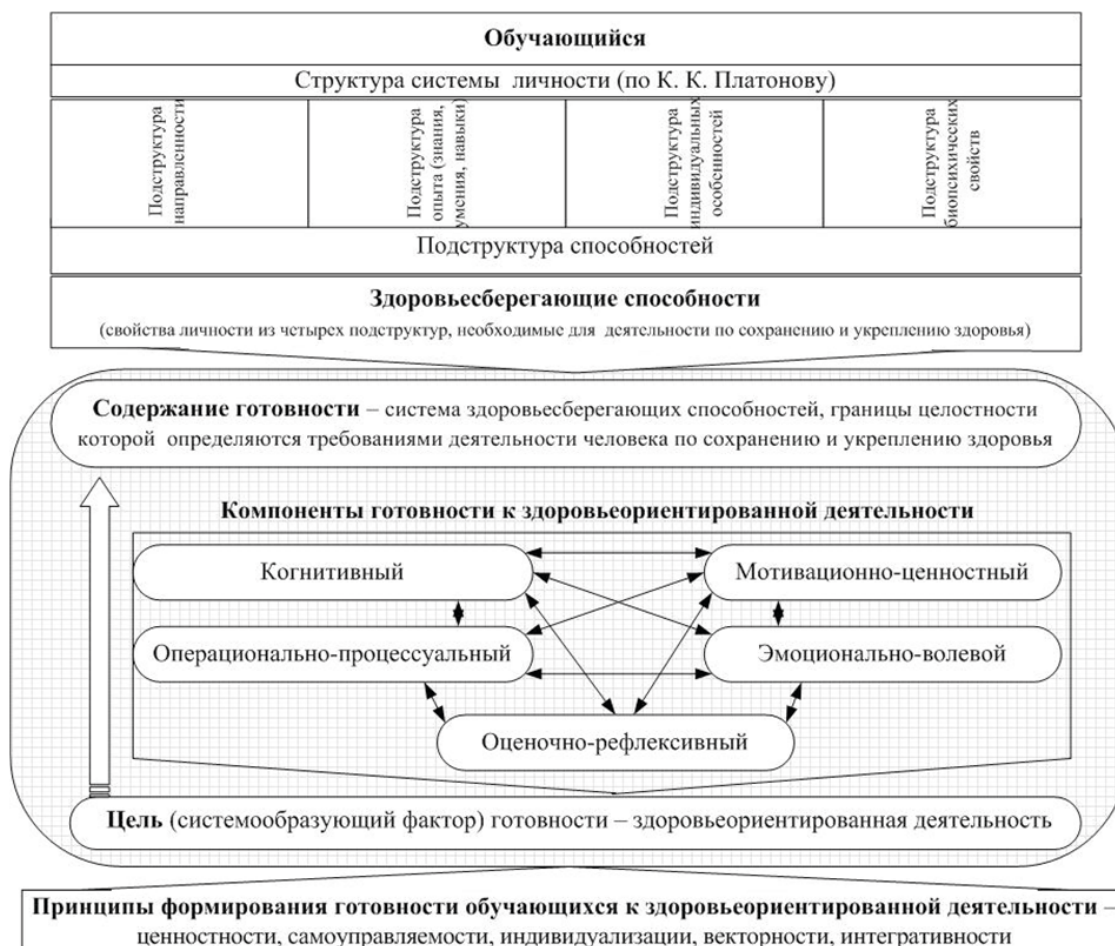 Обучающийся
Структура системы личности (по К. К. Платонову)
Подструктура
направленности
Подструктура
опыта (знания,
умения, навыки)
Подструктура
индивидуальных
особенностей
Подструктура
биопсихических
свойств
Подструктура способностей
Здоровьесберегающие способности
(свойства личности из четырех подструктур, необходимые для деятельности по сохранению и укреплению здоровья)
Содержание готовности – система здоровьесберегающих способностей, границы целостности
которой определяются требованиями деятельности человека по сохранению и укреплению здоровья
Компоненты готовности к здоровьеориентированной деятельности
Когнитивный
Мотивационно-ценностный
Операционально-процессуальный
Эмоционально-волевой
Оценочно-рефлексивный
Цель (системообразующий фактор) готовности – здоровьеориентированная деятельность
Принципы формирования готовности обучающихся к здоровьеориентированной деятельности –
ценностности, самоуправляемости, индивидуализации, векторности, интегративности